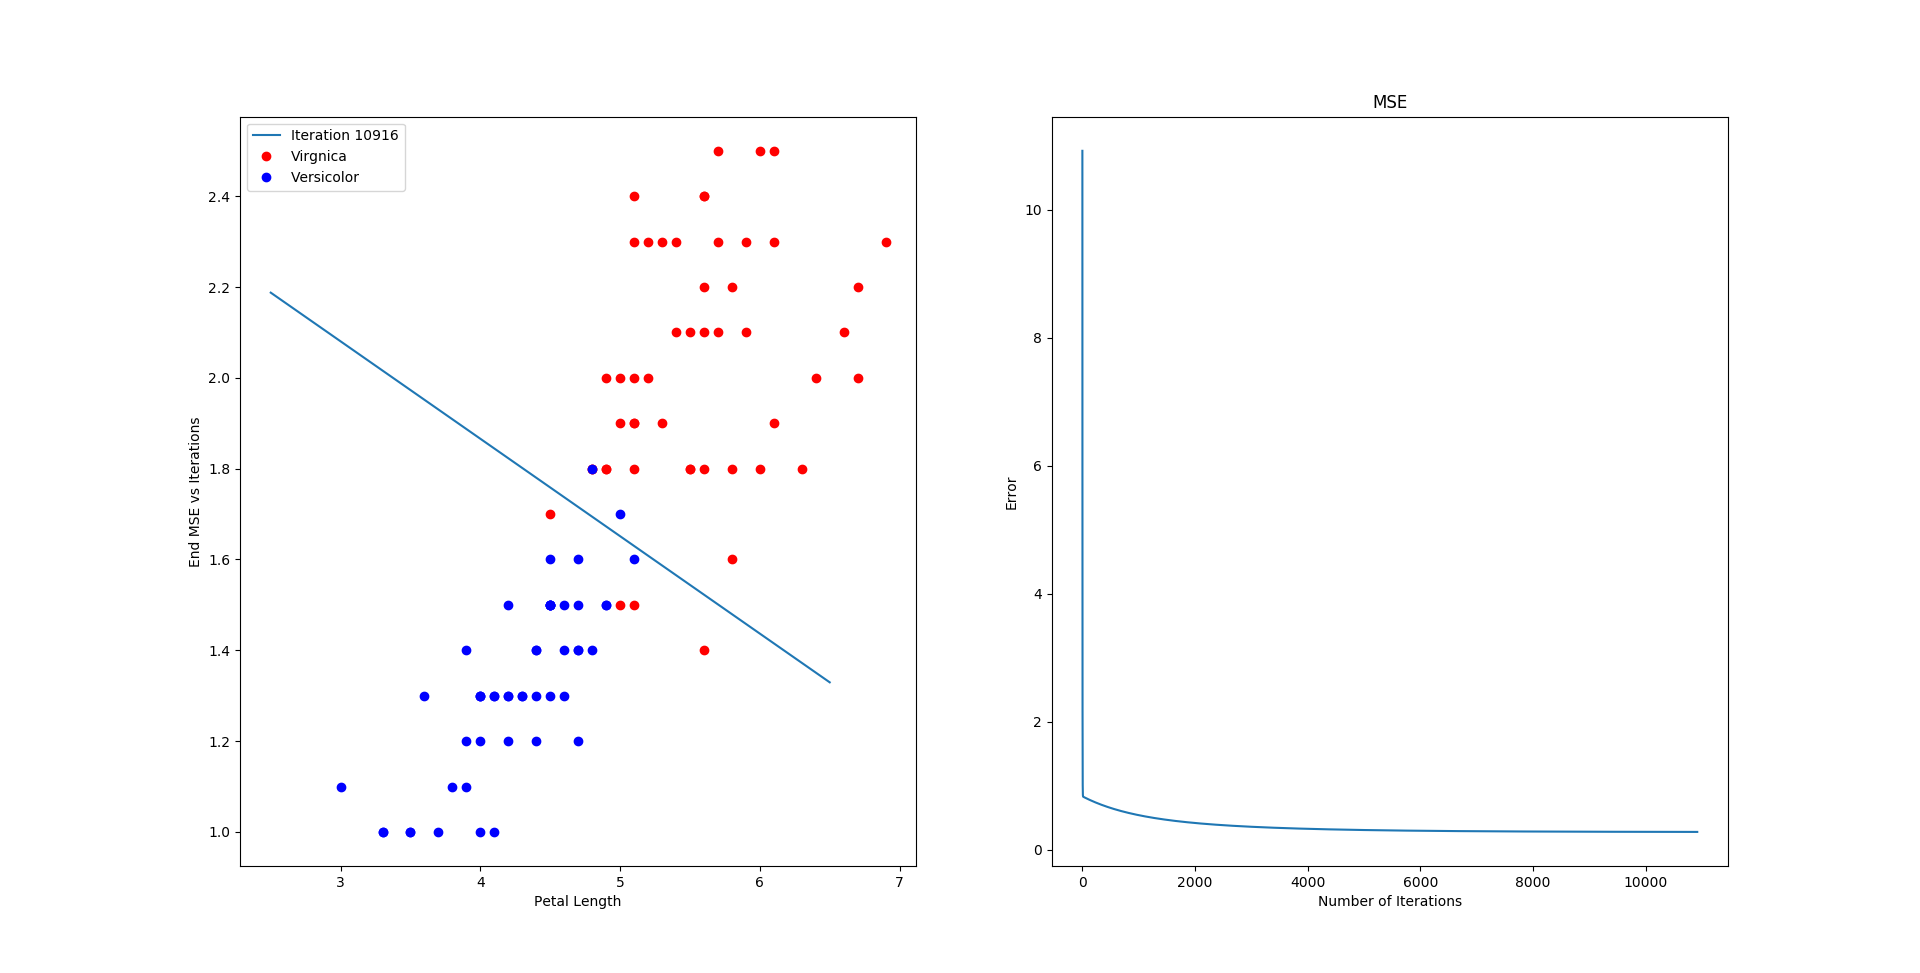 Iteration 10916
Virgnica
Versicolor
End MSE vs Iterations
2.4
2.2
2.0
1.8
1.6
1.4
1.2
1.0
3 4 5 6 7
Petal Length
MSE
Error
10
8
6
4
2
0
0 2000 4000 6000 8000 10000
Number of Iterations